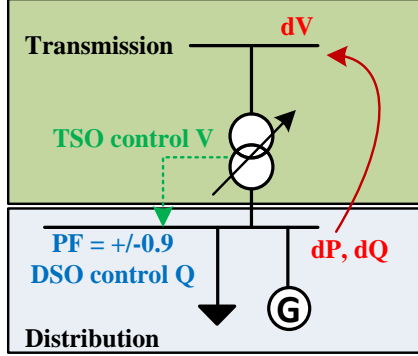 dV
Transmission
TSO control V
PF = +/-0.9
dP, dQ
DSO control Q
G
Distribution